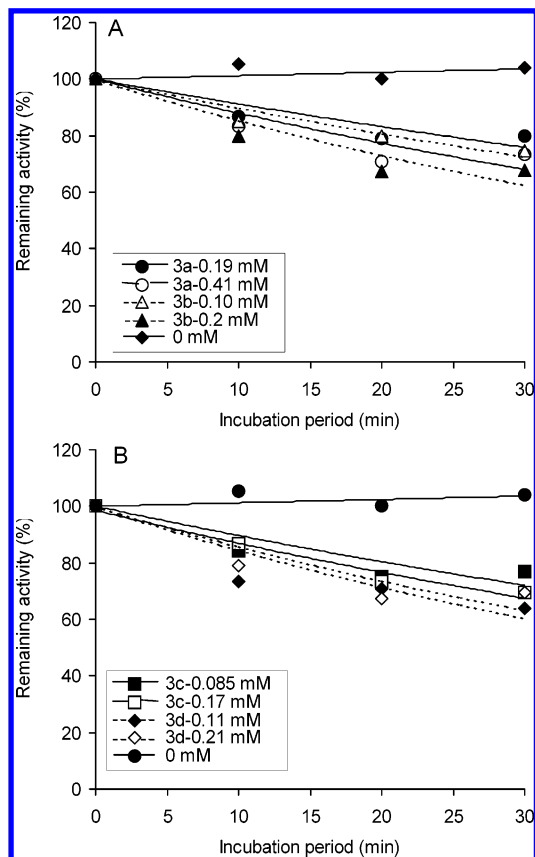 A
120
100
80
60
40
20
0
Remaining activity (%)
3a-0.19 mM
3a-0.41 mM
3b-0.10 mM
3b-0.2 mM
0 mM
0 5 10 15 20 25 30
Incubation period (min)
B
120
100
80
60
40
20
0
Remaining activity (%)
3c-0.085 mM
3c-0.17 mM
3d-0.11 mM
3d-0.21 mM
0 mM
0 5 10 15 20 25 30
Incubation period (min)